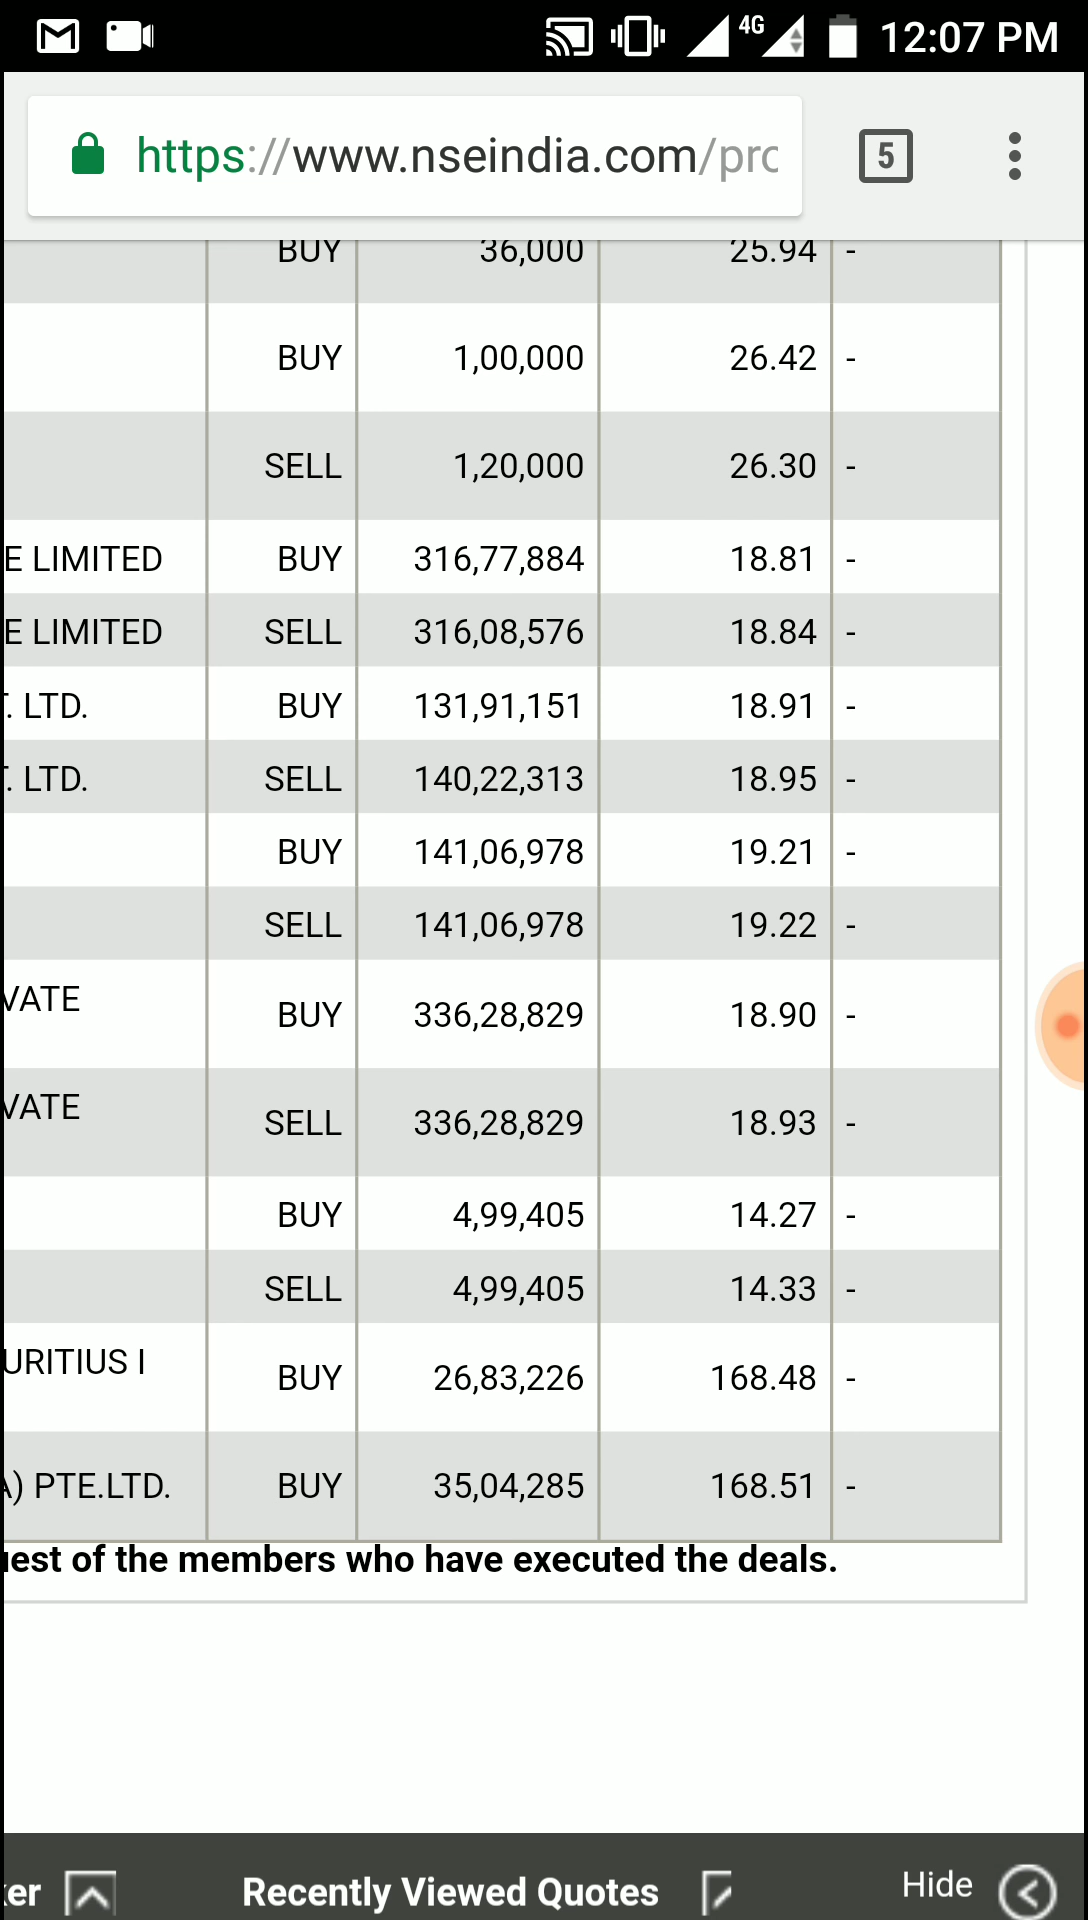 12:07 PM
4G
https://www.nseindia.com/pro
5
BUY 36,000 25.94 -
BUY 1,00,000 26.42 -
SELL 1,20,000 26.30 -
E LIMITED BUY 316,77,884 18.81 -
E LIMITED SELL 316,08,576 18.84 -
. LTD. BUY 131,91,151 18.91 -
. LTD. SELL 140,22,313 18.95 -
BUY 141,06,978 19.21 -
SELL 141,06,978 19.22 -
VATE
BUY 336,28,829 18.90 -
VATE
SELL 336,28,829 18.93 -
BUY 4,99,405 14.27 -
SELL 4,99,405 14.33 -
URITIUS I
BUY 26,83,226 168.48 -
) PTE.LTD. BUY 35,04,285 168.51 -
est of the members who have executed the deals.
er Recently Viewed Quotes Hide